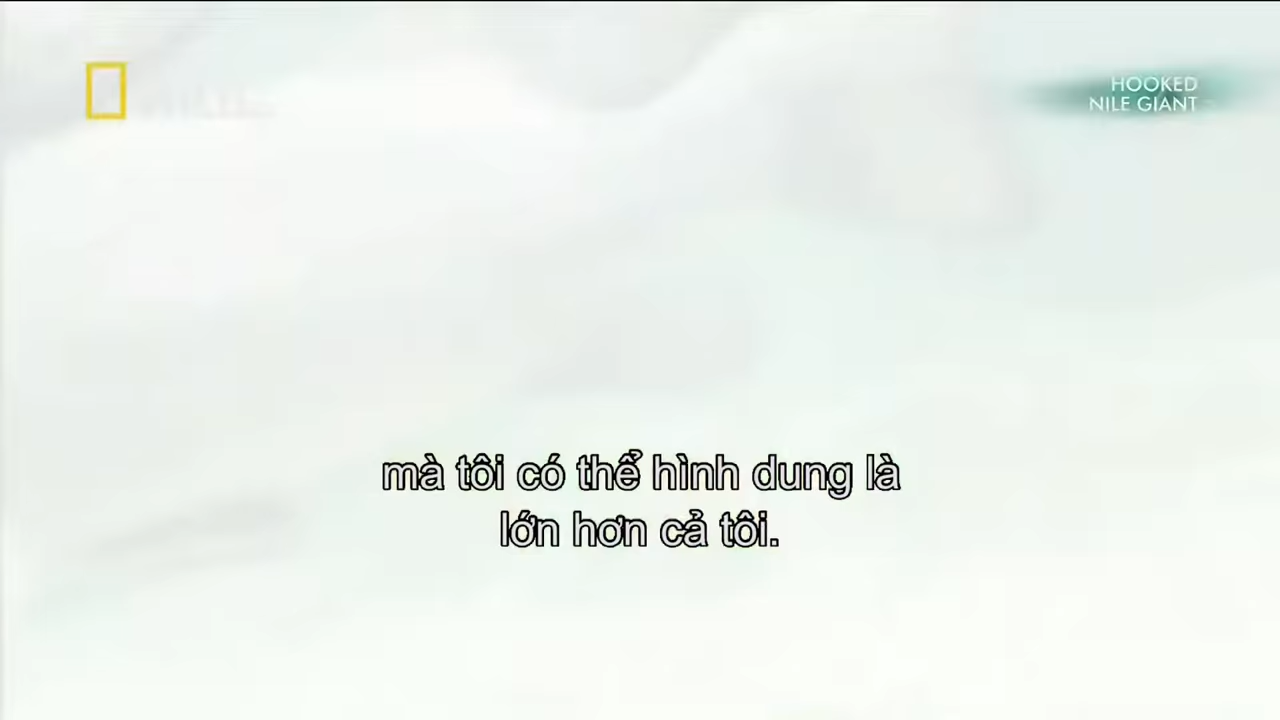 HOOKED
NILE GIANT
mà tôi có thể hình dung là
lớn hơn cả tôi.